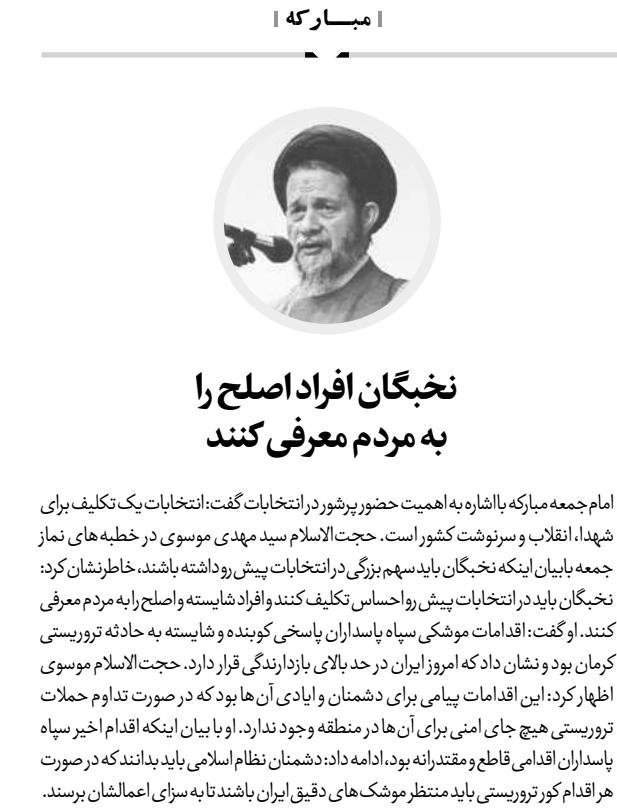 مبـــارکه
نخبگان افراد اصلح را
به مردم معرفی کنند
امام‌جمعه مبارکه با اشاره به اهمیت حضور پرشور در انتخابات گفت: انتخابات یک تکلیف برای
شهدا، انقلاب و سرنوشت کشور است. حجت‌الاسلام سید مهدی موسوی در خطبه‌های نماز
جمعه با بیان اینکه نخبگان باید سهم بزرگی در انتخابات پیش رو داشته باشند، خاطرنشان کرد:
نخبگان باید در انتخابات پیش رو احساس تکلیف کنند و افراد شایسته و اصلح را به مردم معرفی
کنند. او گفت: اقدامات موشکی سپاه پاسداران پاسخی کوبنده و شایسته به حادثه تروریستی
کرمان بود و نشان داد که امروز ایران در حد بالای بازدارندگی قرار دارد. حجت‌الاسلام موسوی
اظهار کرد: این اقدامات پیامی برای دشمنان و ایادی آن‌ها بود که در صورت تداوم حملات
تروریستی هیچ جای امنی برای آن‌ها در منطقه وجود ندارد. او با بیان اینکه اقدام اخیر سپاه
پاسداران اقدامی قاطع و مقتدرانه بود، ادامه داد: دشمنان نظام اسلامی باید بدانند که در صورت
هر اقدام کور تروریستی باید منتظر موشک‌های دقیق ایران باشند تا به سزای اعمالشان برسند.